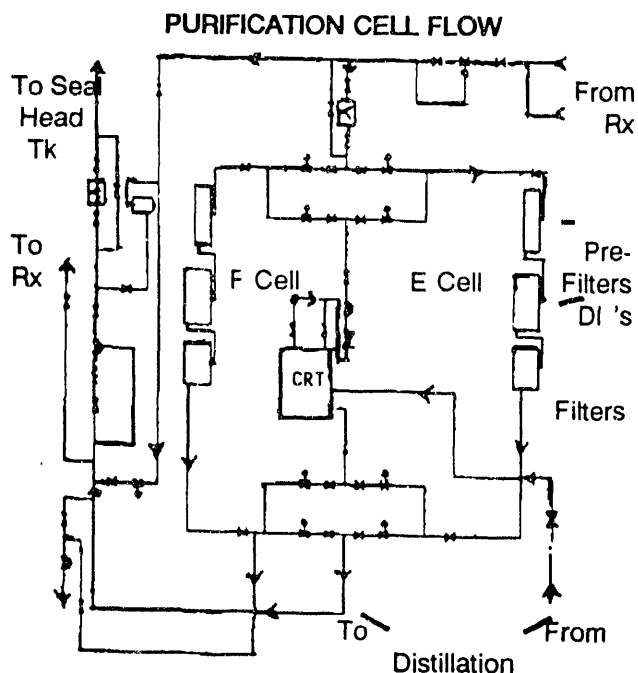 PURIFICATION CELL FLOW
To Seal
Head
Tk
From
Rx
To
Rx
F Cell
E Cell
Pre-
Filters
DI 's
CRT
Filters
To
From
Distillation